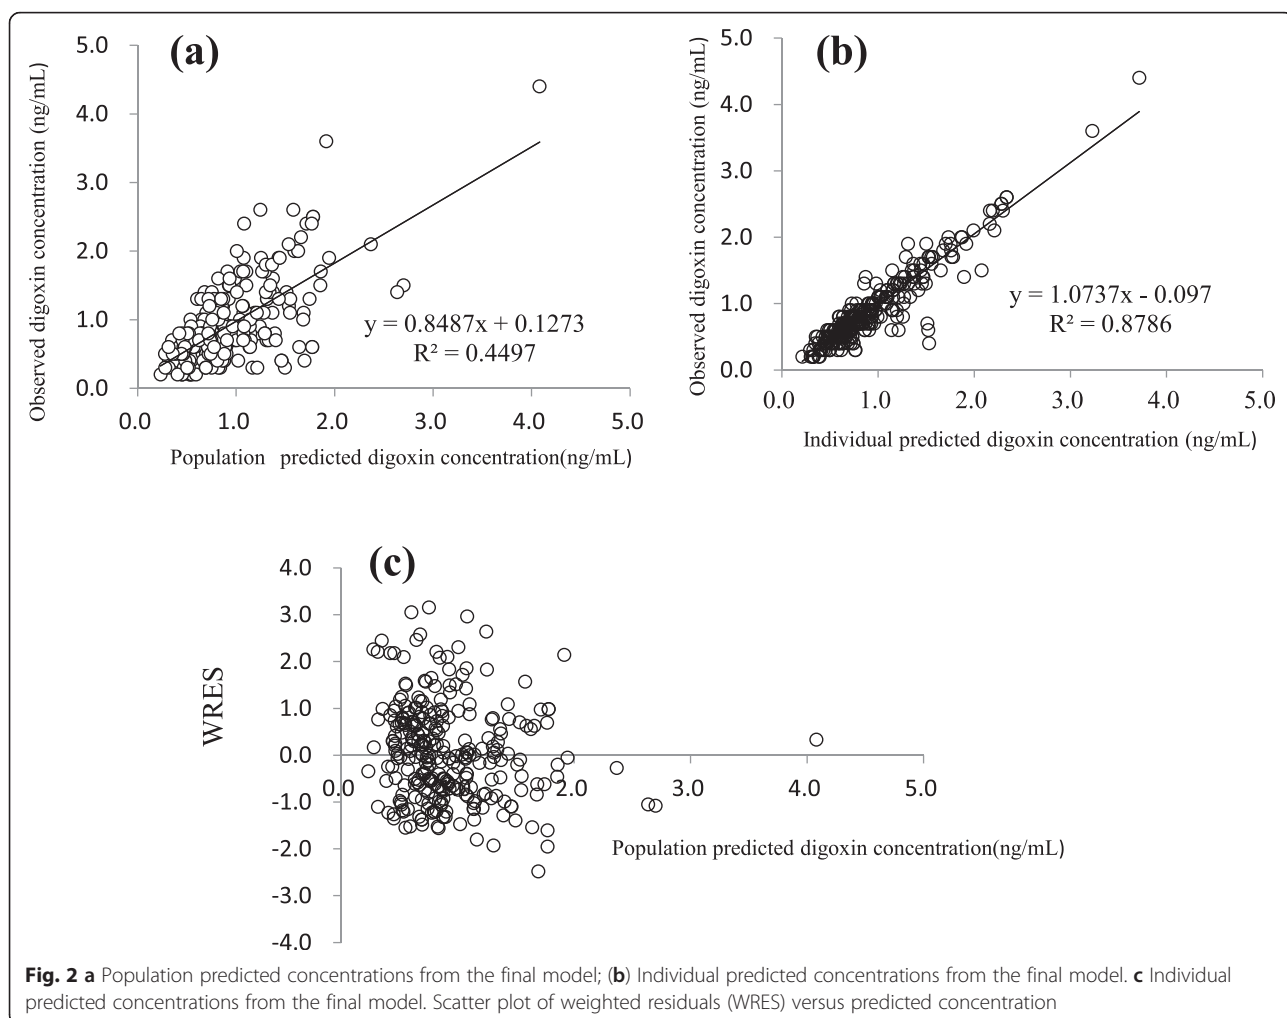 (a)
5.0
4.0
3.0
2.0
1.0
0.0
Observed digoxin concentration (ng/mL)
0.0 1.0 2.0 3.0 4.0 5.0
Population predicted digoxin concentration(ng/mL)
y = 0.8487x + 0.1273
R² = 0.4497
(b)
5.0
4.0
3.0
2.0
1.0
0.0
Observed digoxin concentration (ng/mL)
0.0 1.0 2.0 3.0 4.0 5.0
Individual predicted digoxin concentration (ng/mL)
y = 1.0737x - 0.097
R² = 0.8786
(c)
4.0
3.0
2.0
1.0
0.0
-1.0
-2.0
-3.0
-4.0
WRES
0.0 1.0 2.0 3.0 4.0 5.0
Population predicted digoxin concentration(ng/mL)
Fig. 2 a Population predicted concentrations from the final model; (b) Individual predicted concentrations from the final model. c Individual
predicted concentrations from the final model. Scatter plot of weighted residuals (WRES) versus predicted concentration